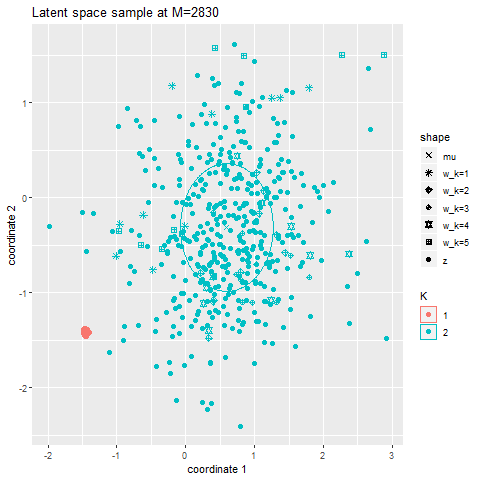 Latent space sample at M=2830
coordinate 2
1
0
-1
-2
-2
-1
0
1
2
3
coordinate 1
shape
mu
w_k=1
w_k=2
w_k=3
w_k=4
w_k=5
z
K
1
2